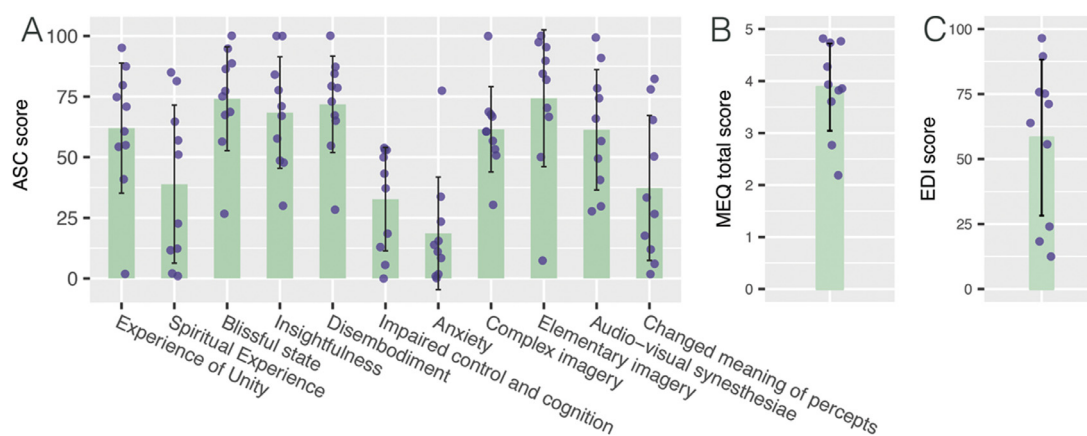 A
100
75
50
25
0
ASC score
Experience of Unity
Spiritual Experience
Blissful state
Insightfulness
Disembodiment
Impaired control and cognition
Anxiety
Complex imagery
Elementary imagery
Audio–visual synesthesiae
Changed meaning of percepts
B
5
4
3
2
1
0
MEQ total score
C
100
75
50
25
0
EDI score